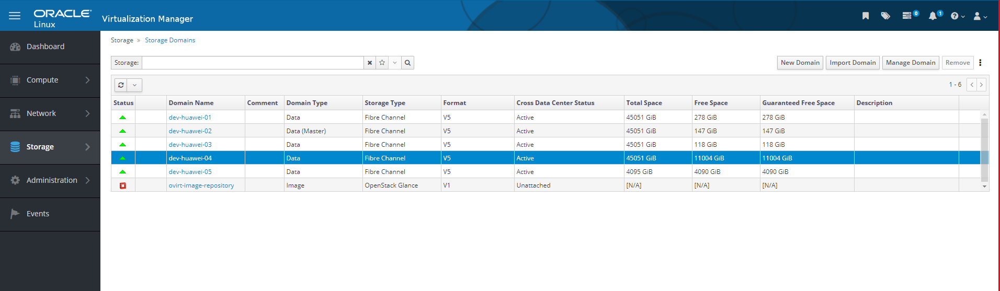 ORACLE
Linux
Virtualization Manager
0
1
Dashboard
Compute
Network
Storage
Administration
Events
Storage » Storage Domains
Storage:
New Domain Import Domain Manage Domain Remove
1 - 6
Status Domain Name Comment Domain Type Storage Type Format Cross Data Center Status Total Space Free Space Guaranteed Free Space Description
dev-huawei-01 Data Fibre Channel V5 Active 45051 GiB 278 GiB 278 GiB
dev-huawei-02 Data (Master) Fibre Channel V5 Active 45051 GiB 147 GiB 147 GiB
dev-huawei-03 Data Fibre Channel V5 Active 45051 GiB 118 GiB 118 GiB
dev-huawei-04 Data Fibre Channel V5 Active 45051 GiB 11004 GiB 11004 GiB
dev-huawei-05 Data Fibre Channel V5 Active 4095 GiB 4090 GiB 4090 GiB
ovirt-image-repository Image OpenStack Glance V1 Unattached [N/A] [N/A] [N/A]